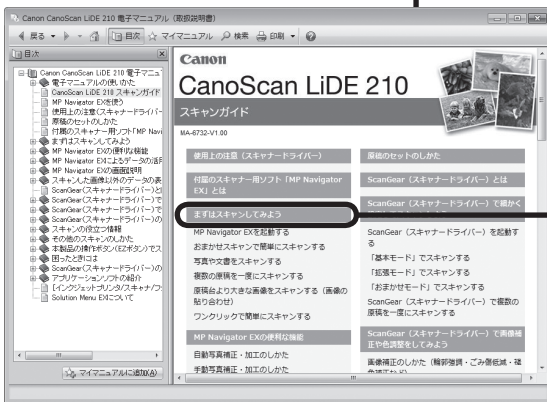 Canon CanoScan LiDE 210 電子マニュアル (取扱説明書)
戻る
目次
マイマニュアル
検索
印刷
目次
Canon CanoScan LiDE 210 電子マニュ
電子マニュアルの使いかた
CanoScan LiDE 210 スキャンガイド
MP Navigator EXを使う
使用上の注意(スキャナードライバー
原稿のセットのしかた
付属のスキャナー用ソフト「MP Navi
まずはスキャンしてみよう
MP Navigator EXの便利な機能
MP Navigator EXによるデータの活用
MP Navigator EXの画面説明
スキャンした画像以外のデータの表
ScanGear(スキャナードライバー)と
ScanGear(スキャナードライバー)で
ScanGear(スキャナードライバー)で
ScanGear(スキャナードライバー)の
スキャンの役立つ情報
その他のスキャンのしかた
本製品の操作ボタン(EZボタン)でス
困ったときには
ScanGear(スキャナードライバー)の
アプリケーションソフトの紹介
【インクジェットプリンタ/スキャナ/フ
Solution Menu EXについて
マイマニュアルに追加(A)
Canon
CanoScan LiDE 210
スキャンガイド
MA-6732-V1.00
使用上の注意(スキャナードライバー)
付属のスキャナー用ソフト「MP Navigator EX」とは
まずはスキャンしてみよう
MP Navigator EXを起動する
おまかせスキャンで簡単にスキャンする
写真や文書をスキャンする
複数の原稿を一度にスキャンする
原稿台より大きな画像をスキャンする(画像の
貼り合わせ)
ワンクリックで簡単にスキャンする
MP Navigator EXの便利な機能
自動写真補正・加工のしかた
手動写真補正・加工のしかた
原稿のセットのしかた
ScanGear(スキャナードライバー)とは
ScanGear(スキャナードライバー)で細かく
ScanGear(スキャナードライバー)を起動す
る
「基本モード」でスキャンする
「拡張モード」でスキャンする
「おまかせモード」でスキャンする
ScanGear(スキャナードライバー)で複数の
原稿を一度にスキャンする
ScanGear(スキャナードライバー)で画像補
正や色調整をしてみよう
画像補正のしかた(輪郭強調・ごみ傷低減・褪